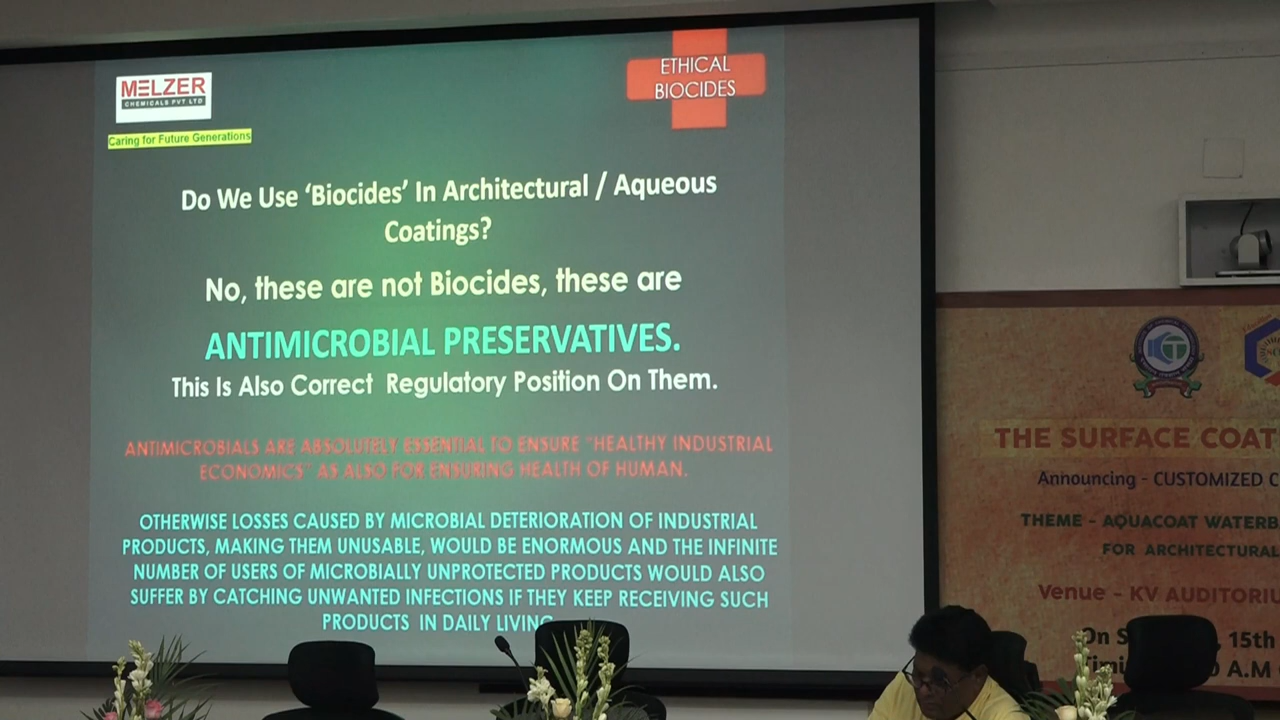 MELZER
CHEMICALS PVT LTD
Caring for Future Generations
ETHICAL
BIOCIDES
Do We Use ‘Biocides’ In Architectural / Aqueous
Coatings?
No, these are not Biocides, these are
ANTIMICROBIAL PRESERVATIVES.
This Is Also Correct Regulatory Position On Them.
ANTIMICROBIALS ARE ABSOLUTELY ESSENTIAL TO ENSURE "HEALTHY INDUSTRIAL
ECONOMICS" AS ALSO FOR ENSURING HEALTH OF HUMAN.
OTHERWISE LOSSES CAUSED BY MICROBIAL DETERIORATION OF INDUSTRIAL
PRODUCTS, MAKING THEM UNUSABLE, WOULD BE ENORMOUS AND THE INFINITE
NUMBER OF USERS OF MICROBIALLY UNPROTECTED PRODUCTS WOULD ALSO
SUFFER BY CATCHING UNWANTED INFECTIONS IF THEY KEEP RECEIVING SUCH
PRODUCTS IN DAILY LIVING
THE SURFACE COAT
Announcing - CUSTOMIZED C
THEME - AQUACOAT WATERB
FOR ARCHITECTURAL
Venue - KV AUDITORIU
On S , 15th
A.M